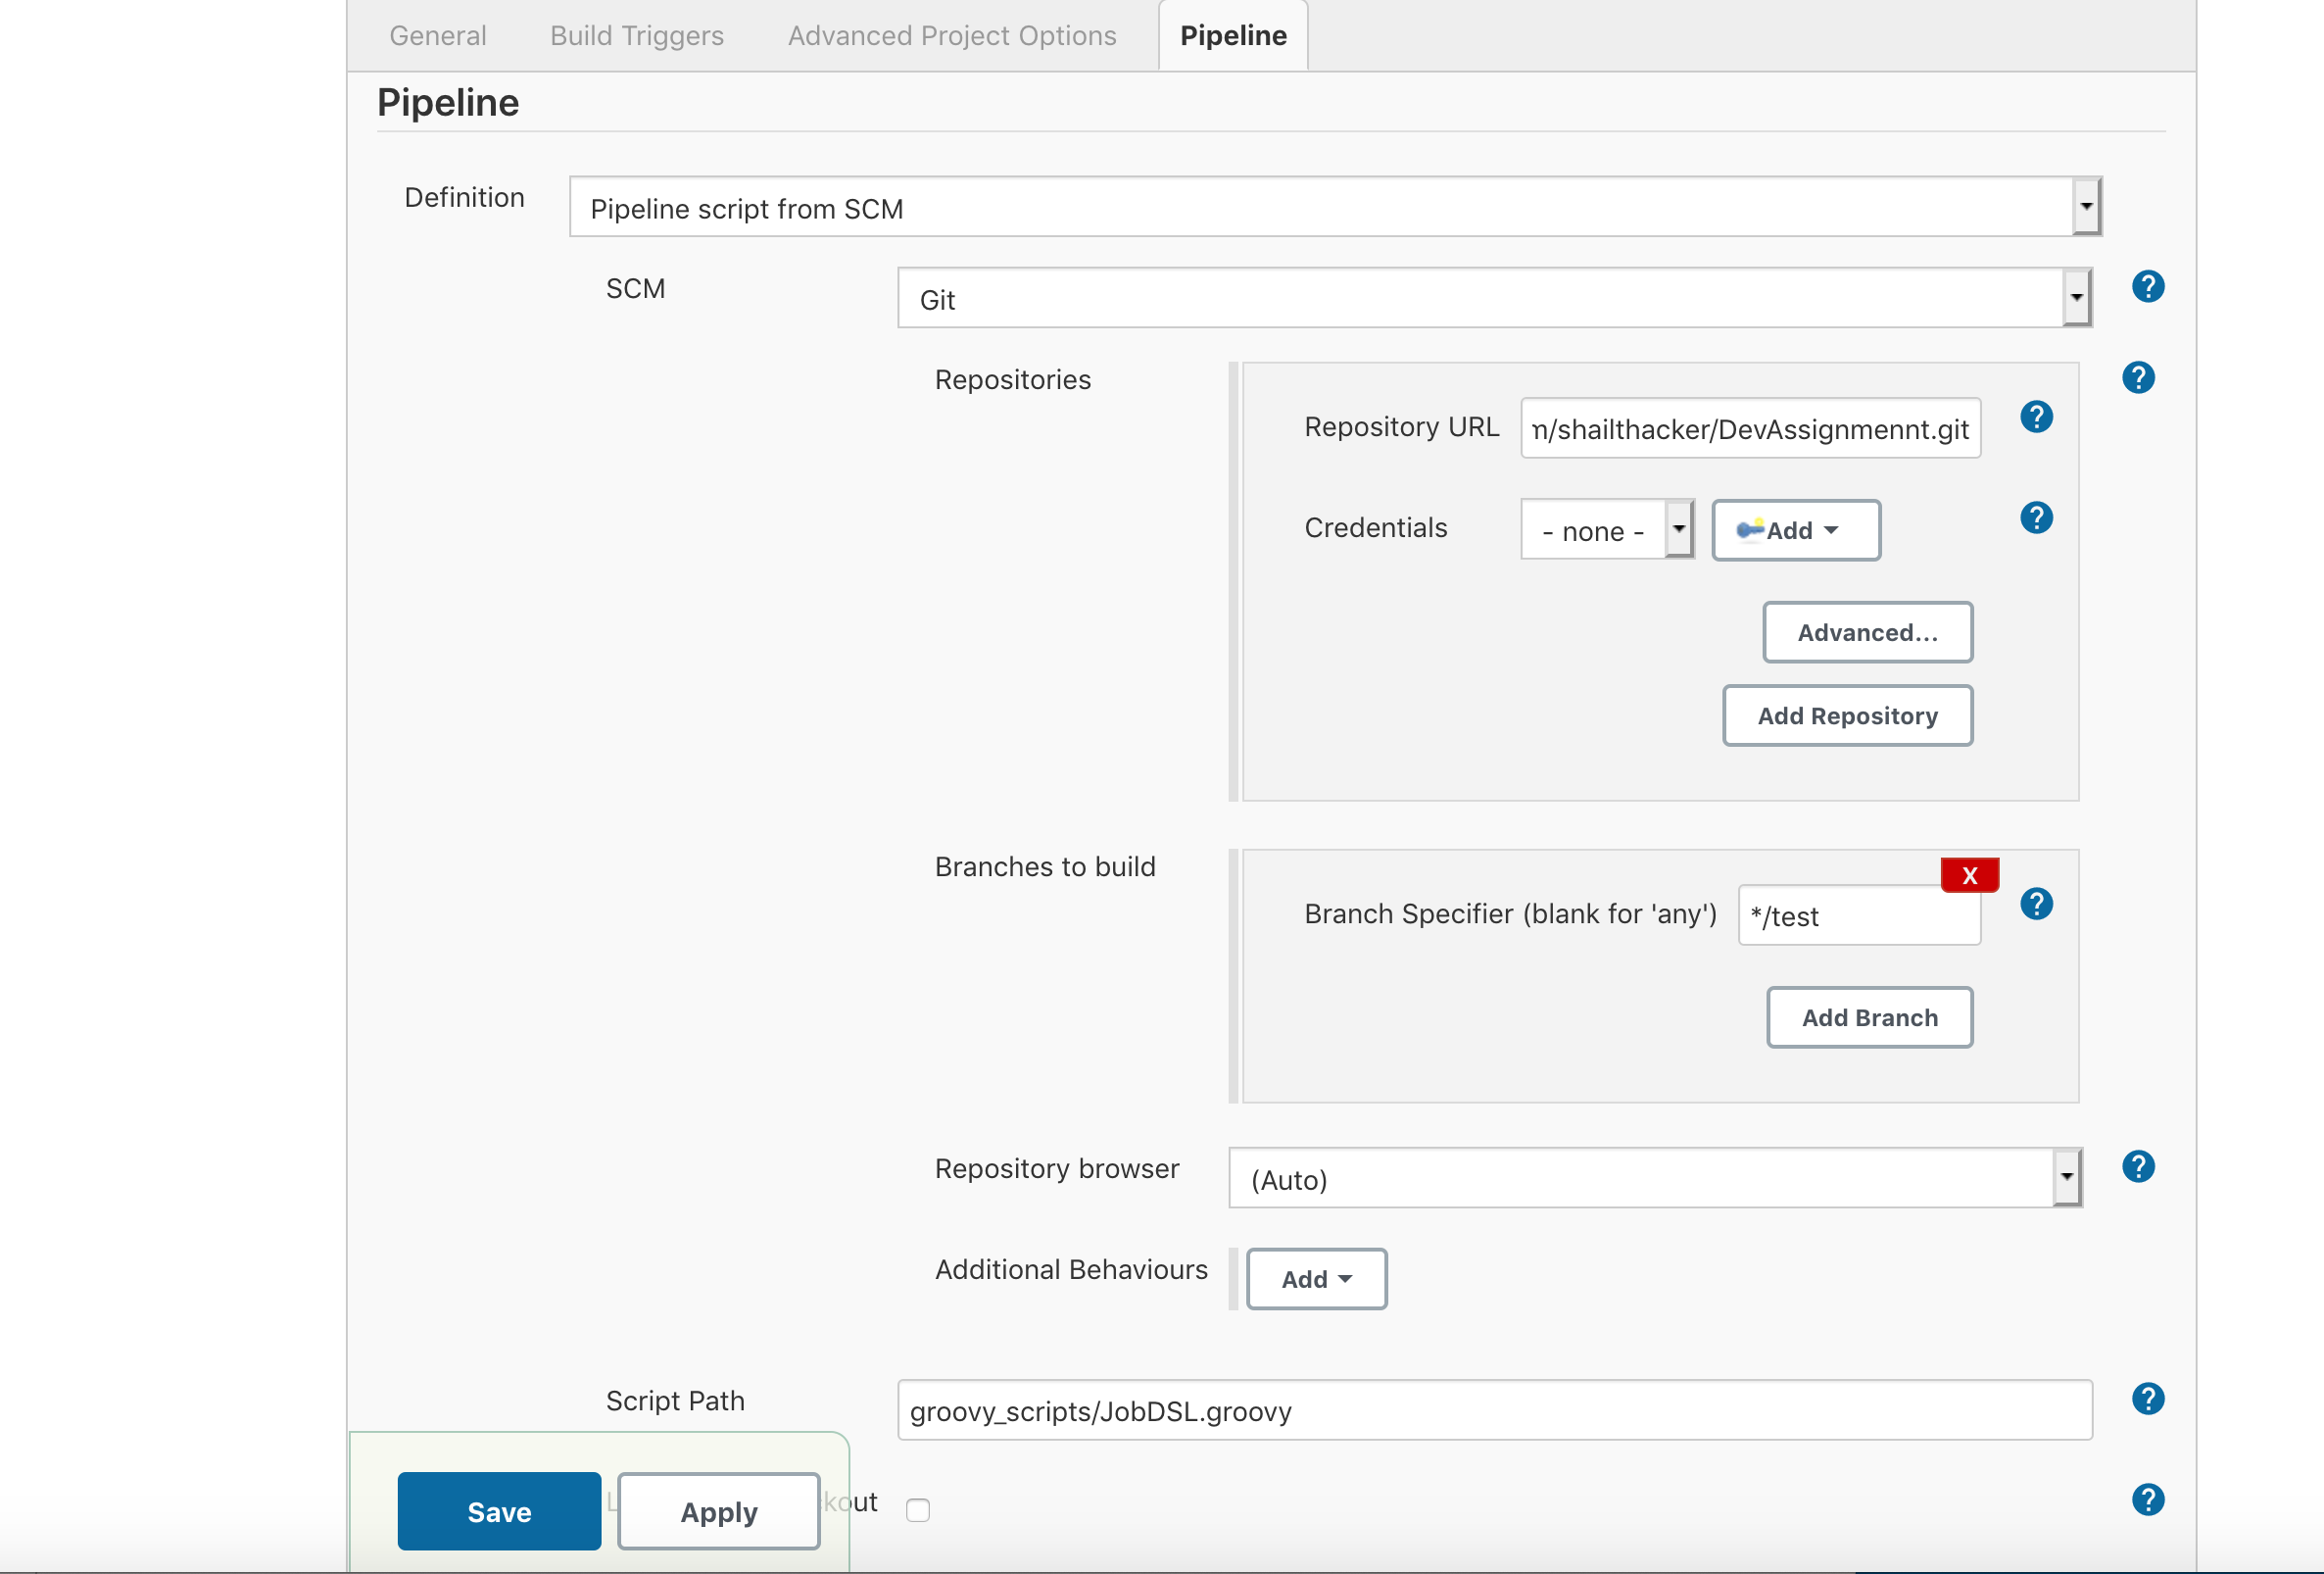 General Build Triggers Advanced Project Options Pipeline
Pipeline
Definition Pipeline script from SCM
SCM Git ?
Repositories ?
Repository URL m/shailthacker/DevAssignmennt.git ?
Credentials - none - Add ?
Advanced...
Add Repository
Branches to build
X
Branch Specifier (blank for 'any') */test ?
Add Branch
Repository browser (Auto) ?
Additional Behaviours Add
Script Path groovy_scripts/JobDSL.groovy ?
Save Apply ?